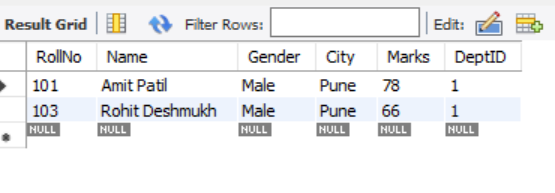 Result Grid Filter Rows: Edit:
RollNo Name Gender City Marks DeptID
101 Amit Patil Male Pune 78 1
103 Rohit Deshmukh Male Pune 66 1
NULL NULL NULL NULL NULL NULL